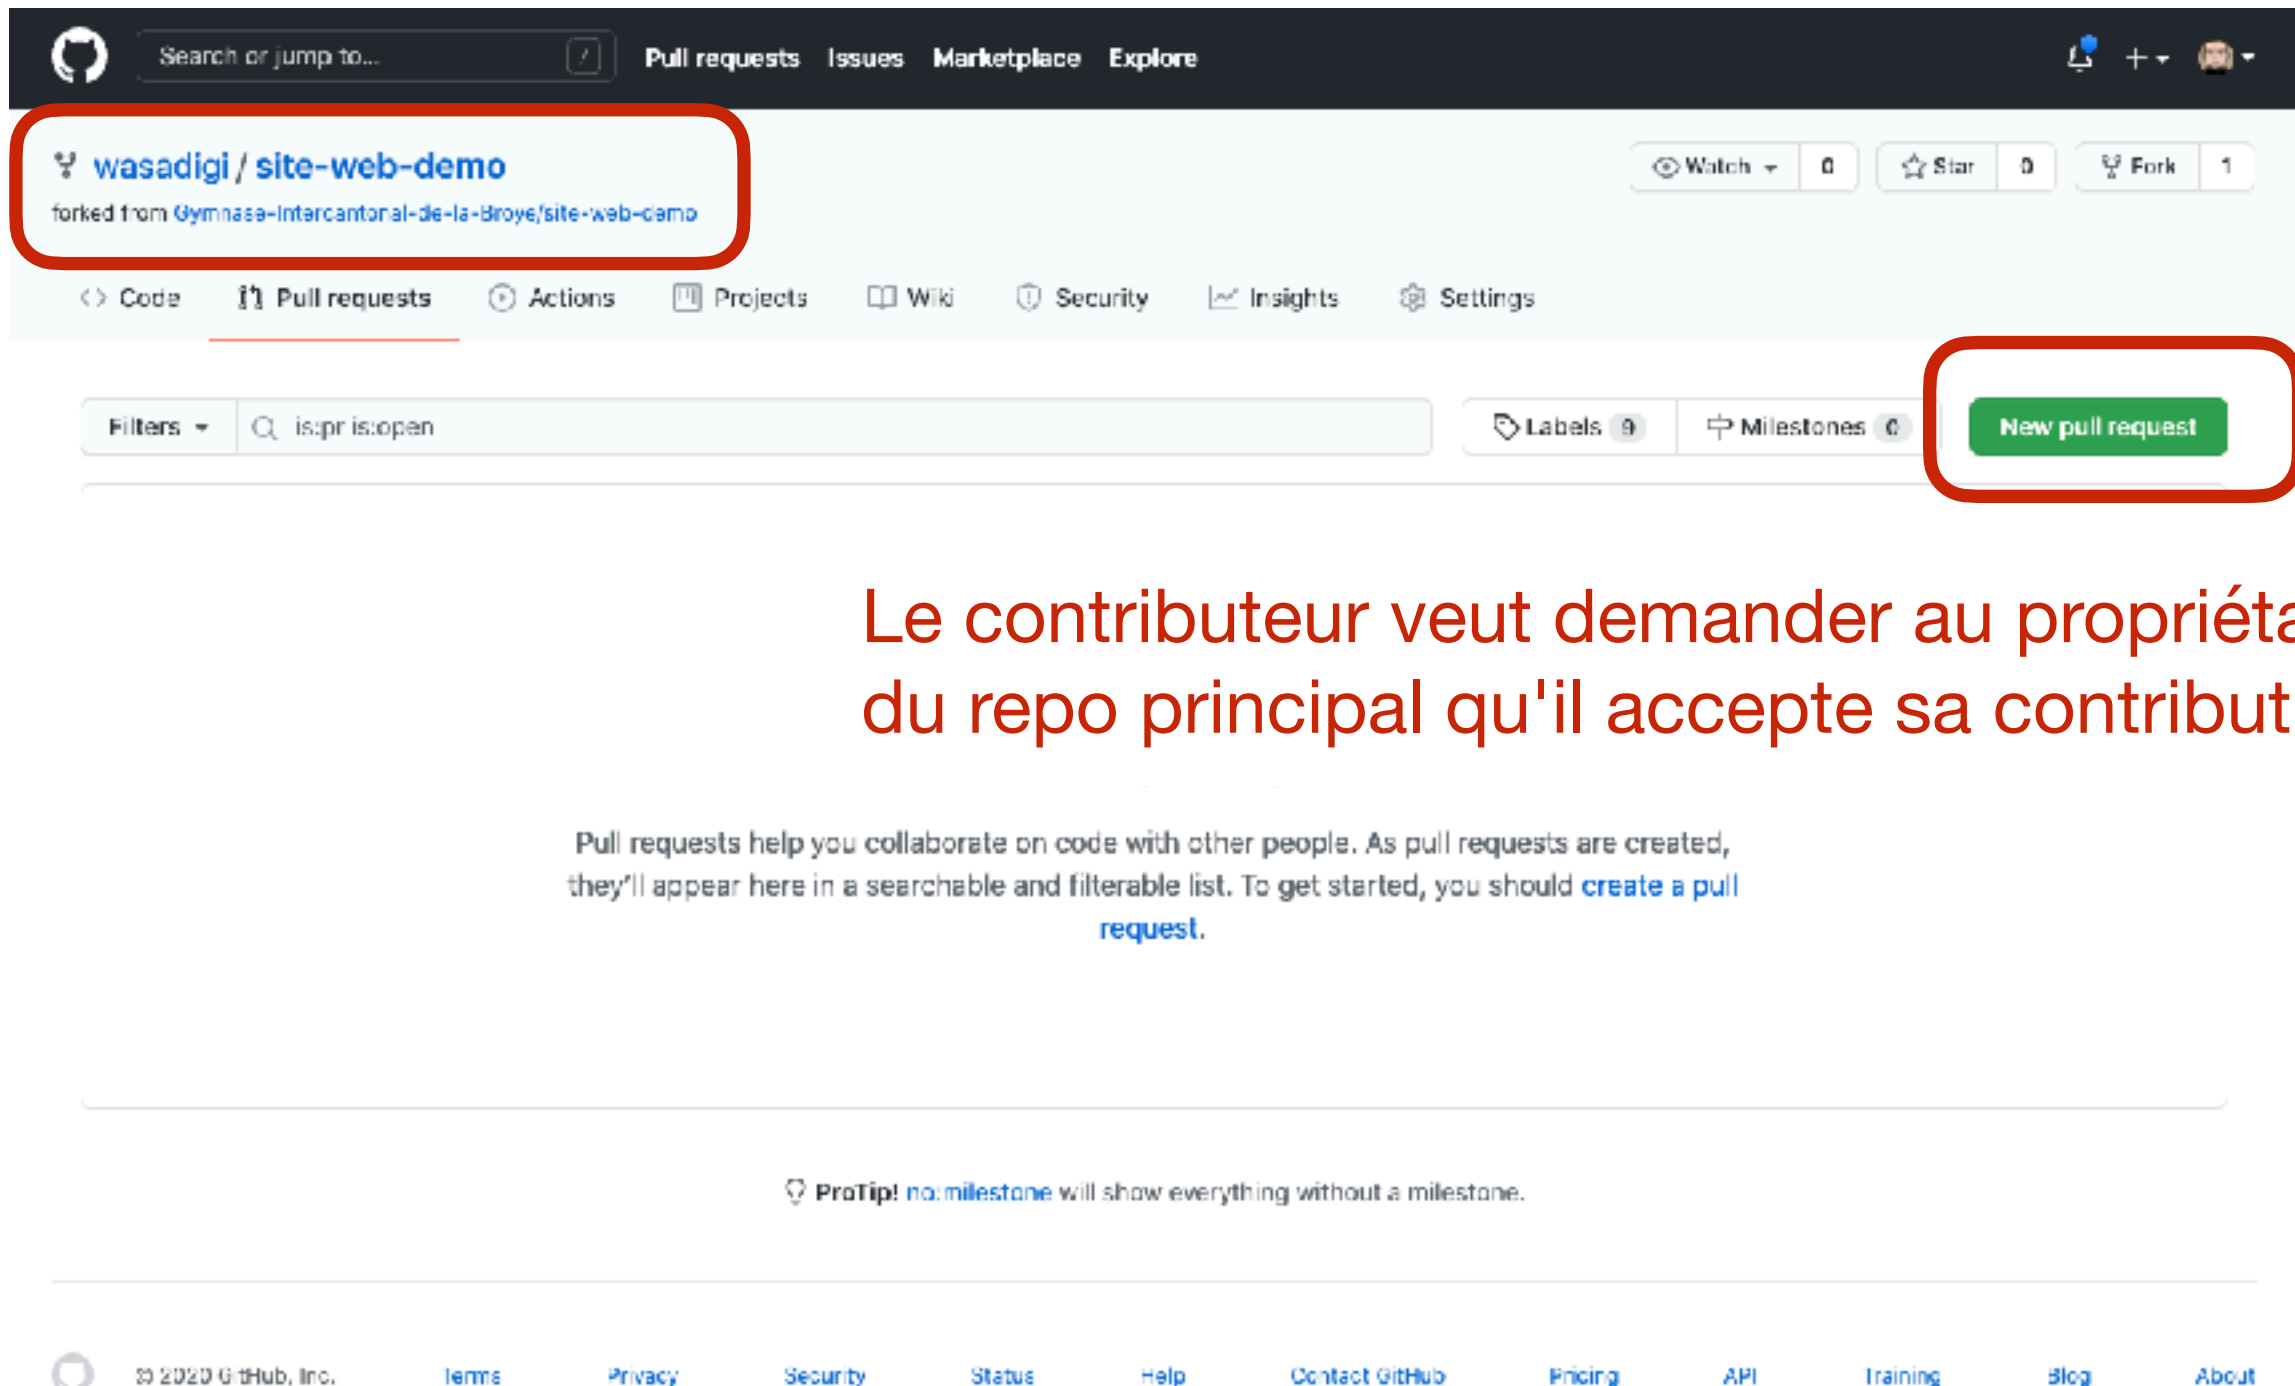 Search or jump to... /
Pull requests Issues Marketplace Explore
wasadigi / site-web-demo
Watch 0 Star 0 Fork 1
forked from Gymnase-Intercantonal-de-la-Broye/site-web-demo
Code Pull requests Actions Projects Wiki Security Insights Settings
Filters is:pr is:open Labels 9 Milestones 0 New pull request
Le contributeur veut demander au propriéta
du repo principal qu'il accepte sa contribut
Pull requests help you collaborate on code with other people. As pull requests are created,
they'll appear here in a searchable and filterable list. To get started, you should create a pull
request.
ProTip! no:milestone will show everything without a milestone.
© 2020 GitHub, Inc. Terms Privacy Security Status Help Contact GitHub Pricing API Training Blog About